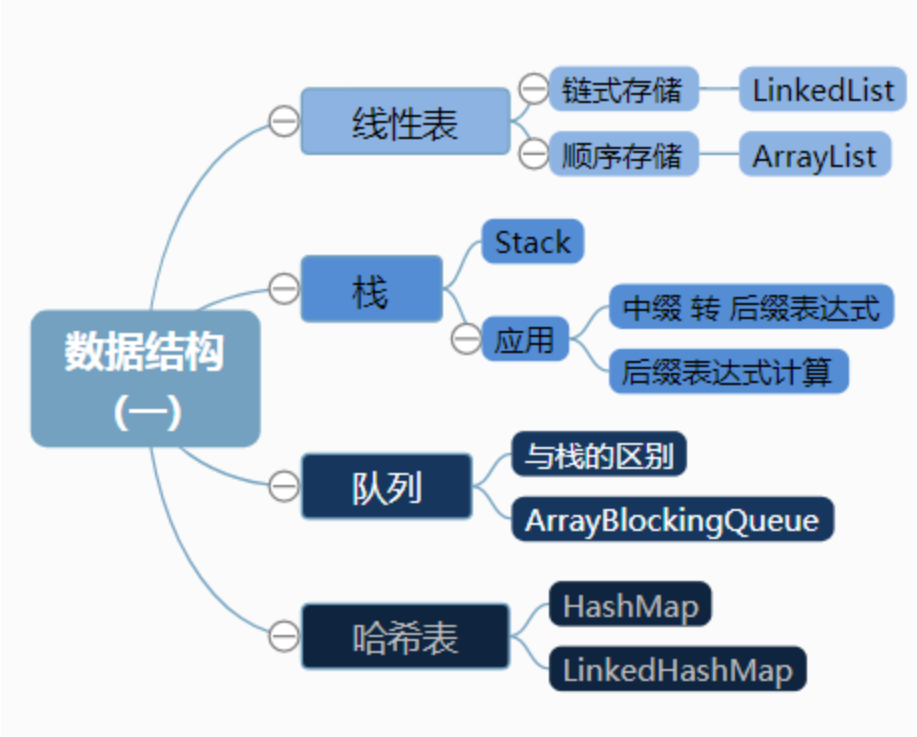 数据结构
(一)
线性表
链式存储
LinkedList
顺序存储
ArrayList
栈
Stack
应用
中缀 转 后缀表达式
后缀表达式计算
队列
与栈的区别
ArrayBlockingQueue
哈希表
HashMap
LinkedHashMap